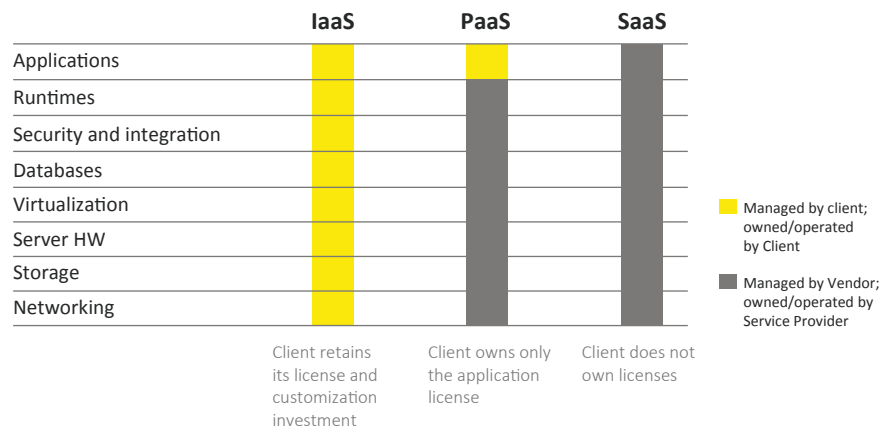 IaaS PaaS SaaS
Applications
Runtimes
Security and integration
Databases
Virtualization
Server HW
Storage
Networking
Managed by client;
owned/operated
by Client
Managed by Vendor;
owned/operated by
Service Provider
Client retains
its license and
customization
investment
Client owns only
the application
license
Client does not
own licenses